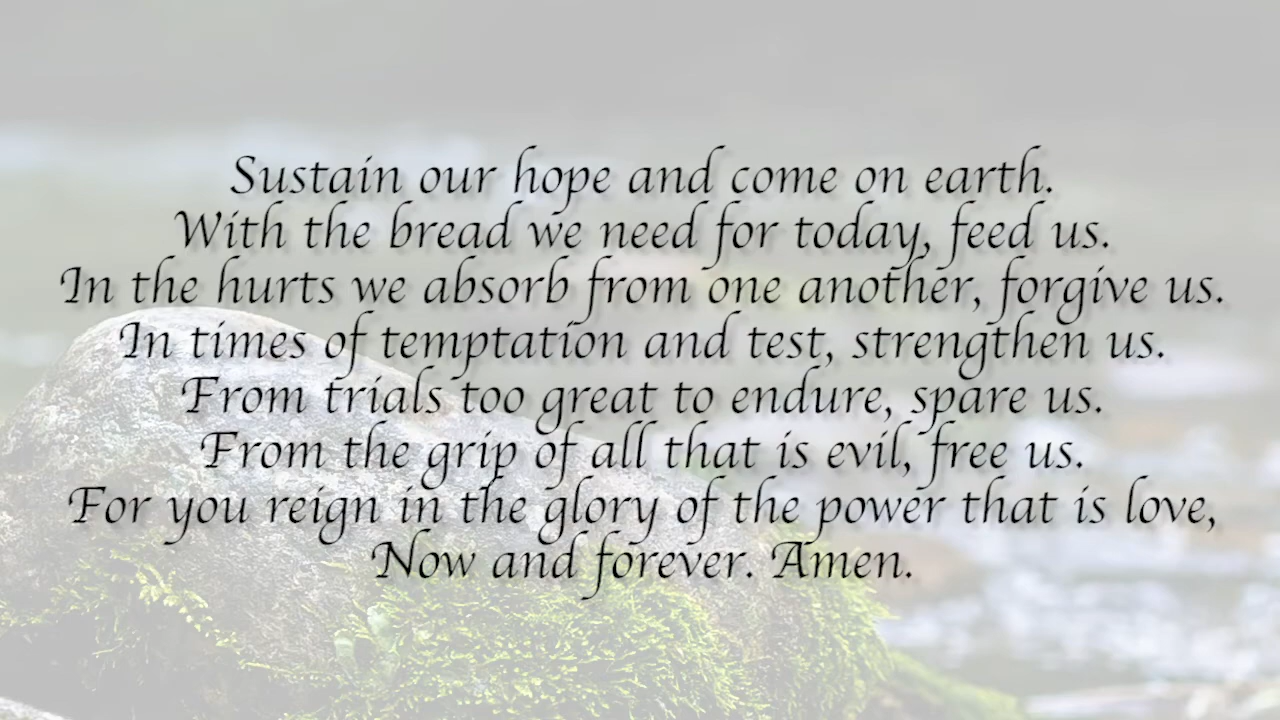 Sustain our hope and come on earth.
With the bread we need for today, feed us.
In the hurts we absorb from one another, forgive us.
In times of temptation and test, strengthen us.
From trials too great to endure, spare us.
From the grip of all that is evil, free us.
For you reign in the glory of the power that is love,
Now and forever. Amen.